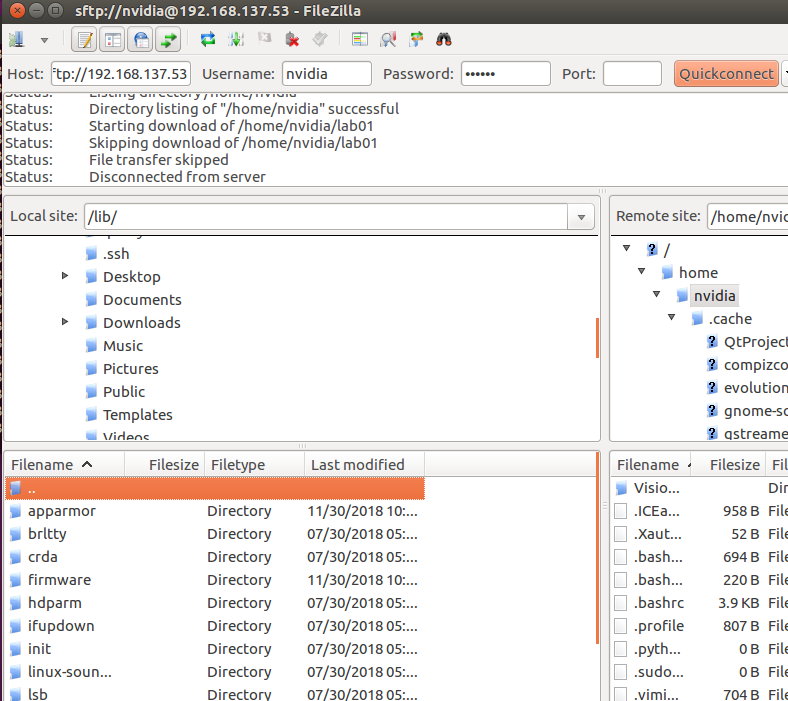 sftp://nvidia@192.168.137.53 - FileZilla
Host: ftp://192.168.137.53 Username: nvidia Password: •••••• Port: Quickconnect
Status: Listing directory /home/nvidia
Status: Directory listing of "/home/nvidia" successful
Status: Starting download of /home/nvidia/lab01
Status: Skipping download of /home/nvidia/lab01
Status: File transfer skipped
Status: Disconnected from server
Local site: /lib/
.ssh
Desktop
Documents
Downloads
Music
Pictures
Public
Templates
Videos
Filename Filesize Filetype Last modified
..
apparmor Directory 11/30/2018 10:...
brltty Directory 07/30/2018 05:...
crda Directory 07/30/2018 05:...
firmware Directory 11/30/2018 10:...
hdparm Directory 07/30/2018 05:...
ifupdown Directory 07/30/2018 05:...
init Directory 07/30/2018 05:...
linux-soun... Directory 07/30/2018 05:...
lsb Directory 07/30/2018 05:...
Remote site: /home/nvid
/
home
nvidia
.cache
QtProject
compizco
evolution
gnome-so
gstreame
Filename Filesize Fil
Visio... Dir
.ICEa... 958 B File
.Xaut... 52 B File
.bash... 694 B File
.bash... 220 B File
.bashrc 3.9 KB File
.profile 807 B File
.pyth... 0 B File
.sudo... 0 B File
.vimi... 704 B File